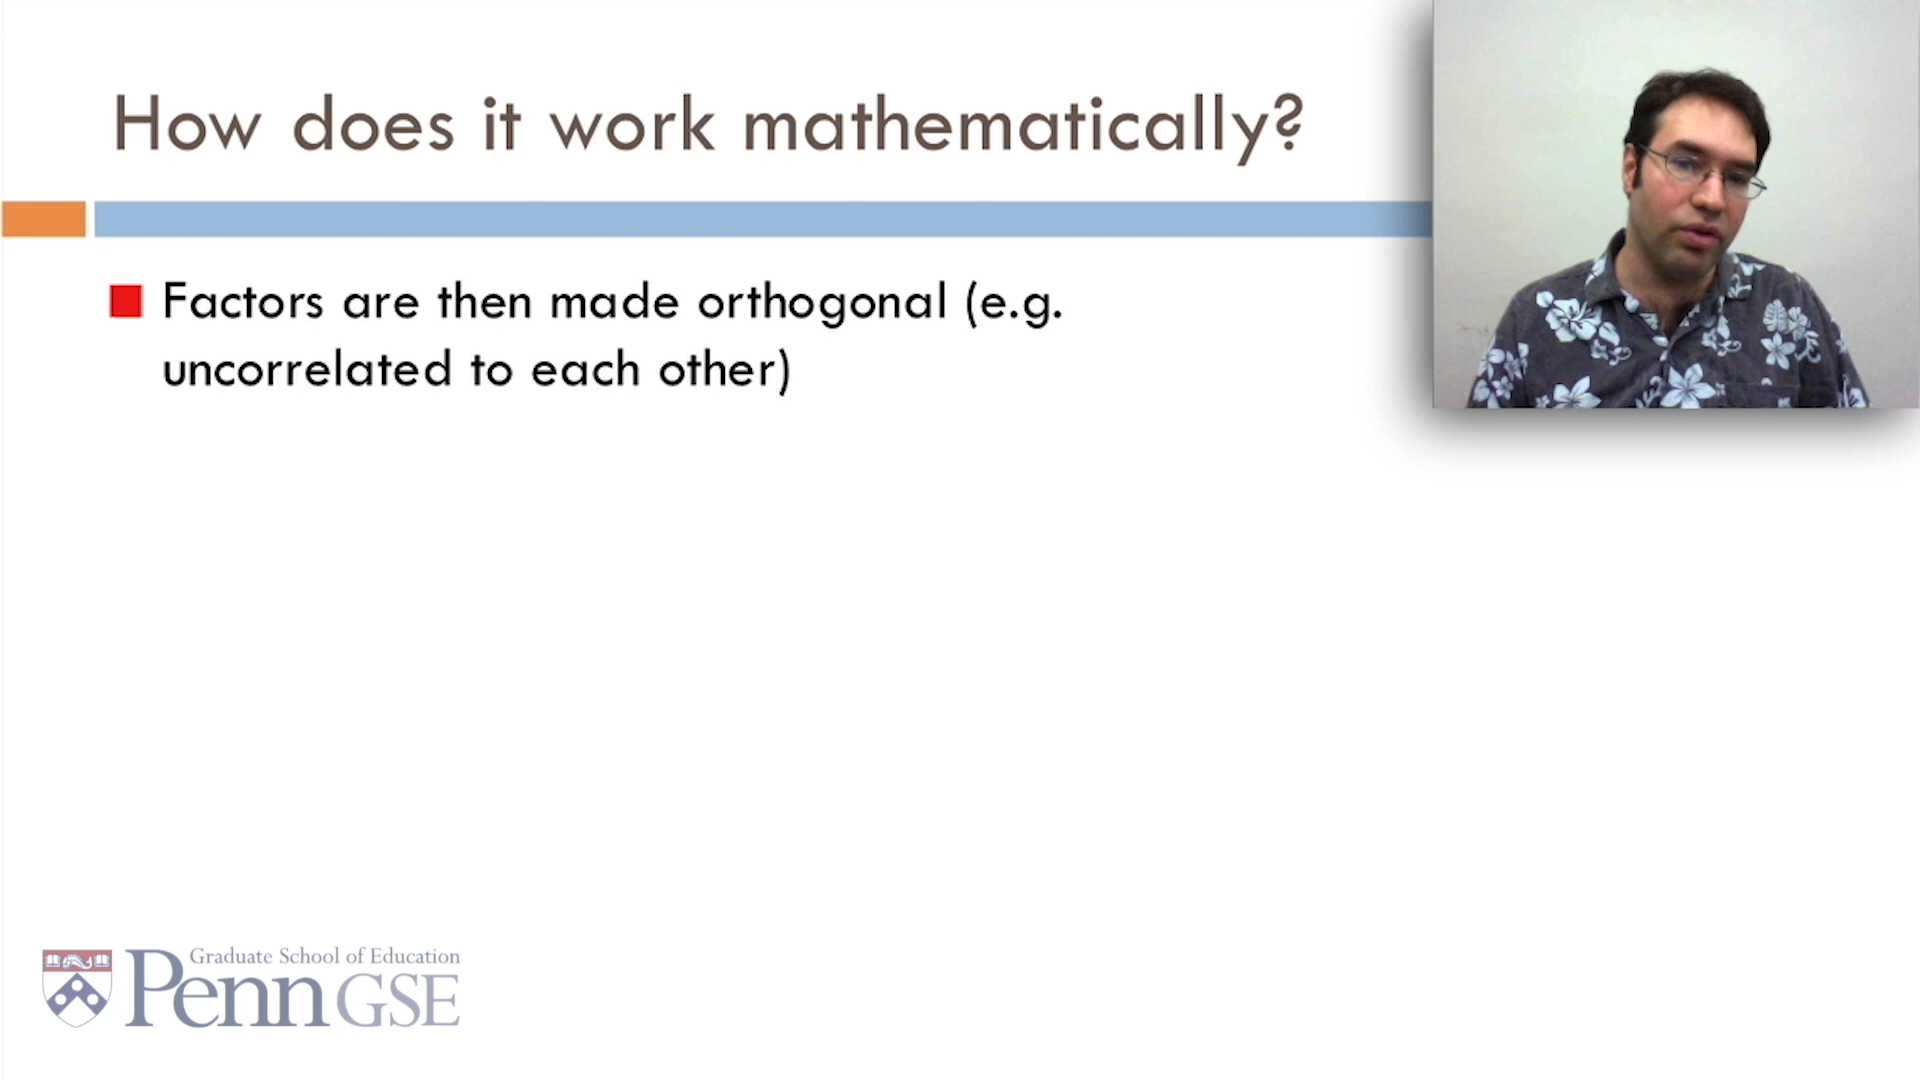 How does it work mathematically?
Factors are then made orthogonal (e.g.
uncorrelated to each other)
Graduate School of Education
Penn GSE